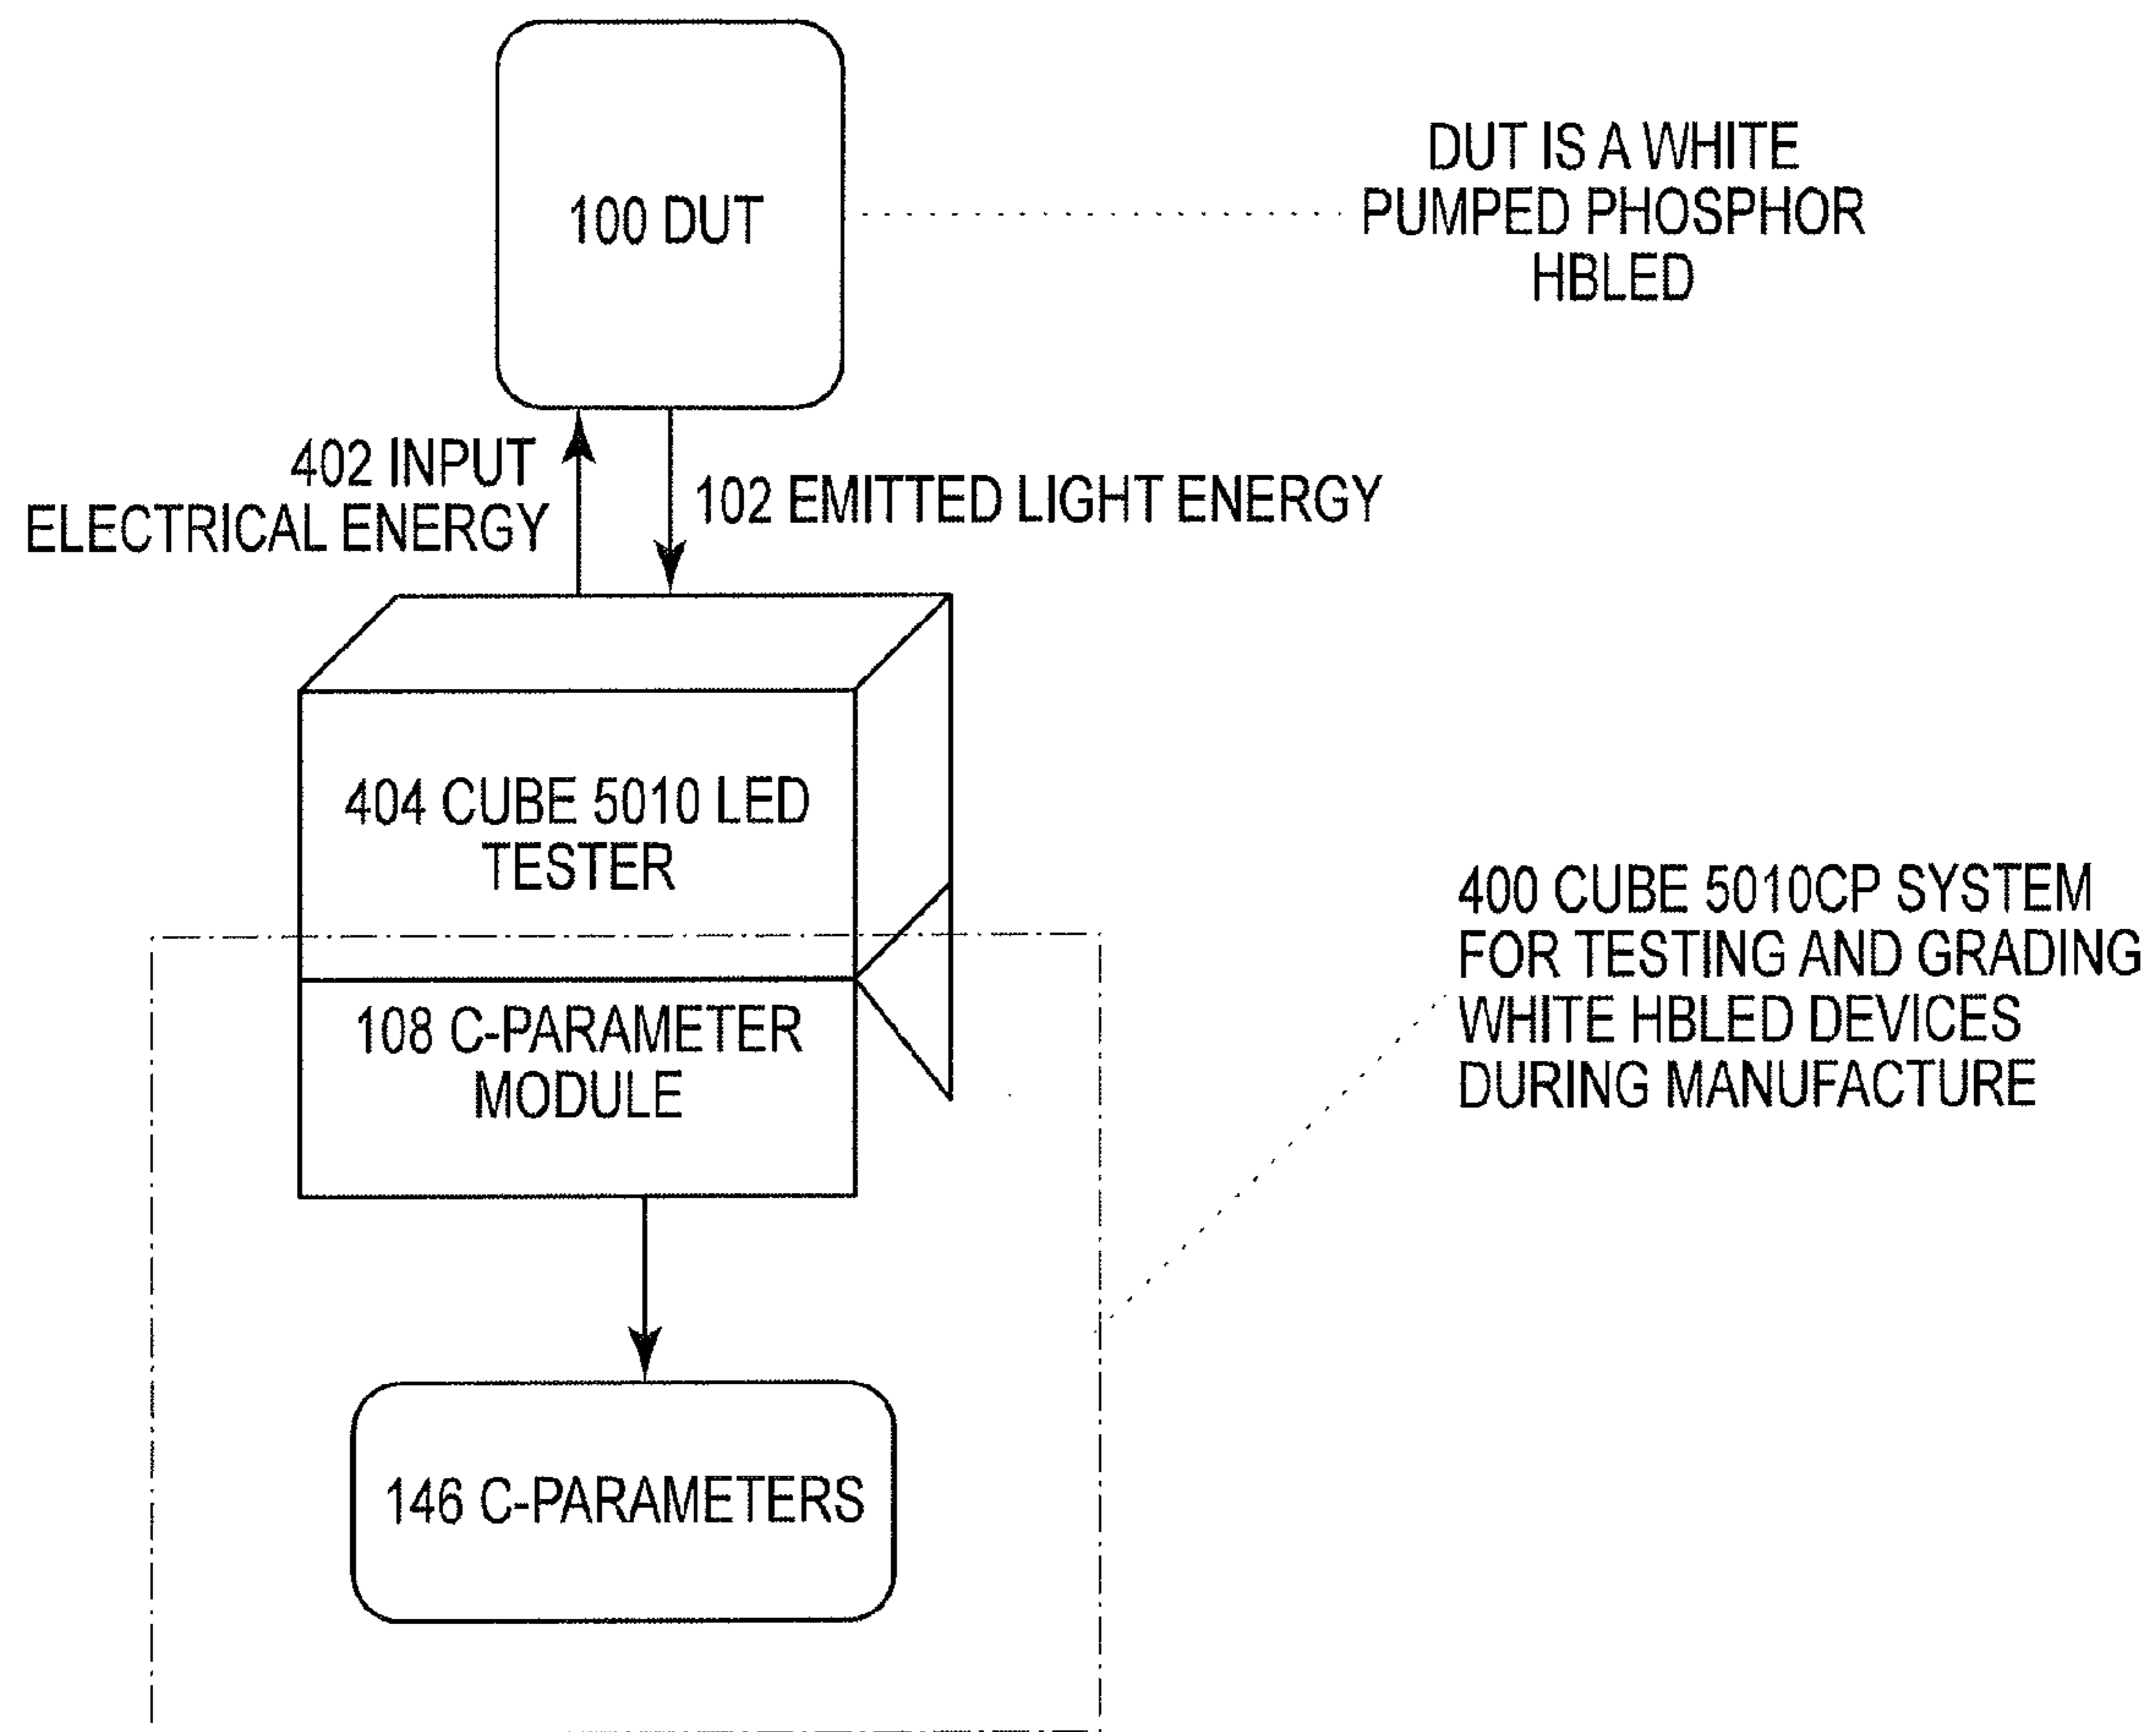 100 DUT
DUT IS A WHITE
PUMPED PHOSPHOR
HBLED
402 INPUT
ELECTRICAL ENERGY
102 EMITTED LIGHT ENERGY
404 CUBE 5010 LED
TESTER
108 C-PARAMETER
MODULE
400 CUBE 5010CP SYSTEM
FOR TESTING AND GRADING
WHITE HBLED DEVICES
DURING MANUFACTURE
146 C-PARAMETERS